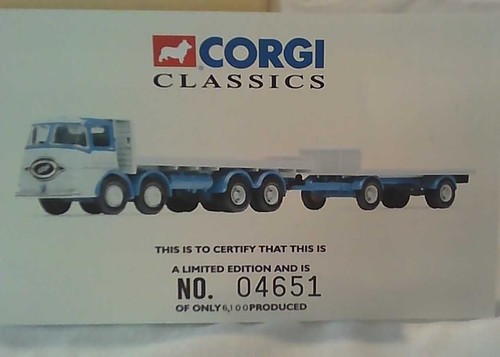 CORGI
CLASSICS
THIS IS TO CERTIFY THAT THIS IS
A LIMITED EDITION AND IS
NO. 04651
OF ONLY 6,100 PRODUCED